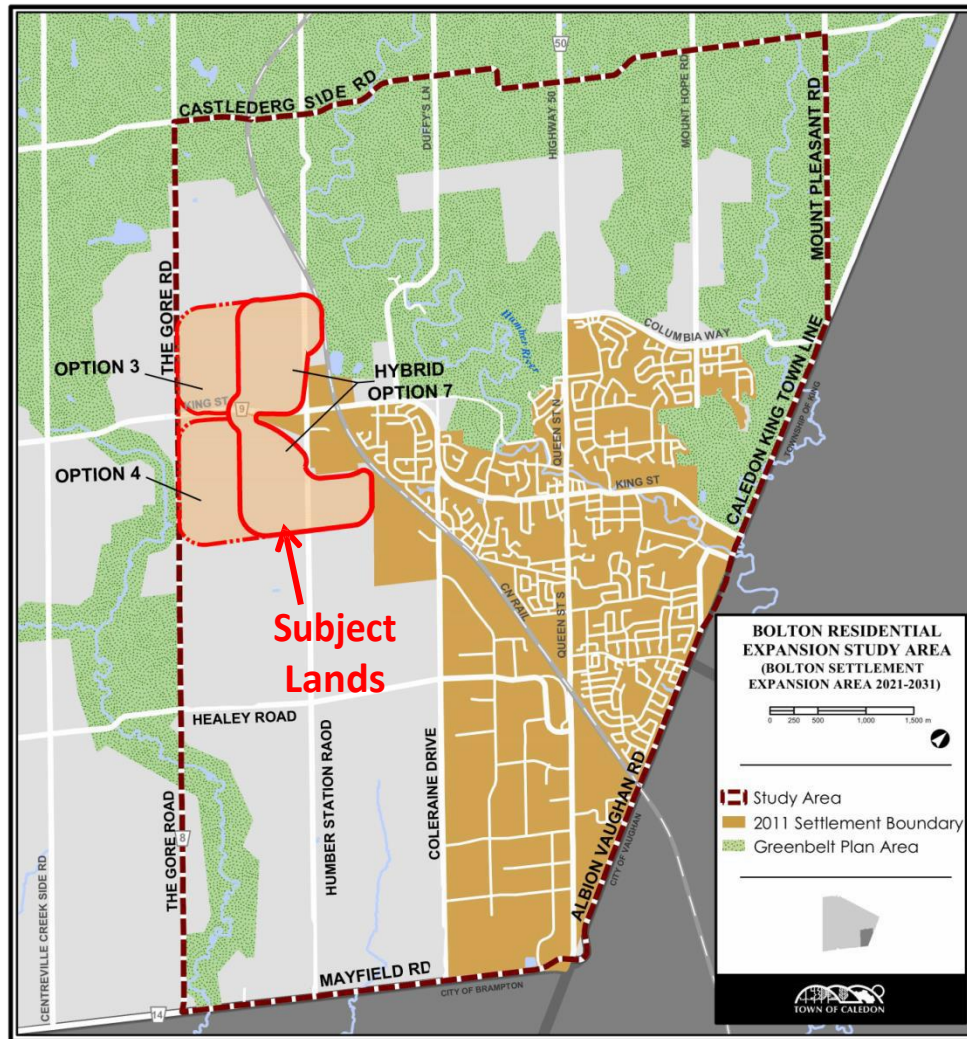 50
CASTLEDERG SIDE RD
DUFFY'S LN
HIGHWAY 50
MOUNT HOPE RD
MOUNT PLEASANT RD
THE GORE RD
Humber River
COLUMBIA WAY
CALEDON KING TOWN LINE
TOWNSHIP OF KING
OPTION 3
HYBRID
OPTION 7
KING ST
9
QUEEN ST N
OPTION 4
KING ST
CN RAIL
QUEEN ST S
Subject
Lands
HEALEY ROAD
HUMBER STATION RAOD
COLERAINE DRIVE
THE GORE ROAD
8
CENTREVILLE CREEK SIDE RD
ALBION VAUGHAN RD
CITY OF VAUGHAN
MAYFIELD RD
CITY OF BRAMPTON
14
BOLTON RESIDENTIAL
EXPANSION STUDY AREA
(BOLTON SETTLEMENT
EXPANSION AREA 2021-2031)
0 250 500 1,000 1,500 m
Study Area
2011 Settlement Boundary
Greenbelt Plan Area
TOWN OF CALEDON